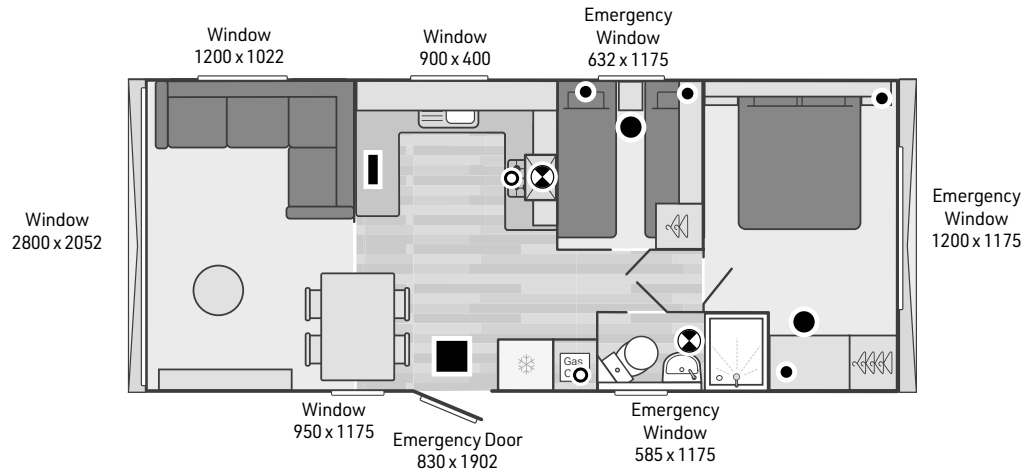 Window
1200 x 1022
Window
900 x 400
Emergency
Window
632 x 1175
Window
2800 x 2052
Emergency
Window
1200 x 1175
Gas
C
Window
950 x 1175
Emergency Door
830 x 1902
Emergency
Window
585 x 1175